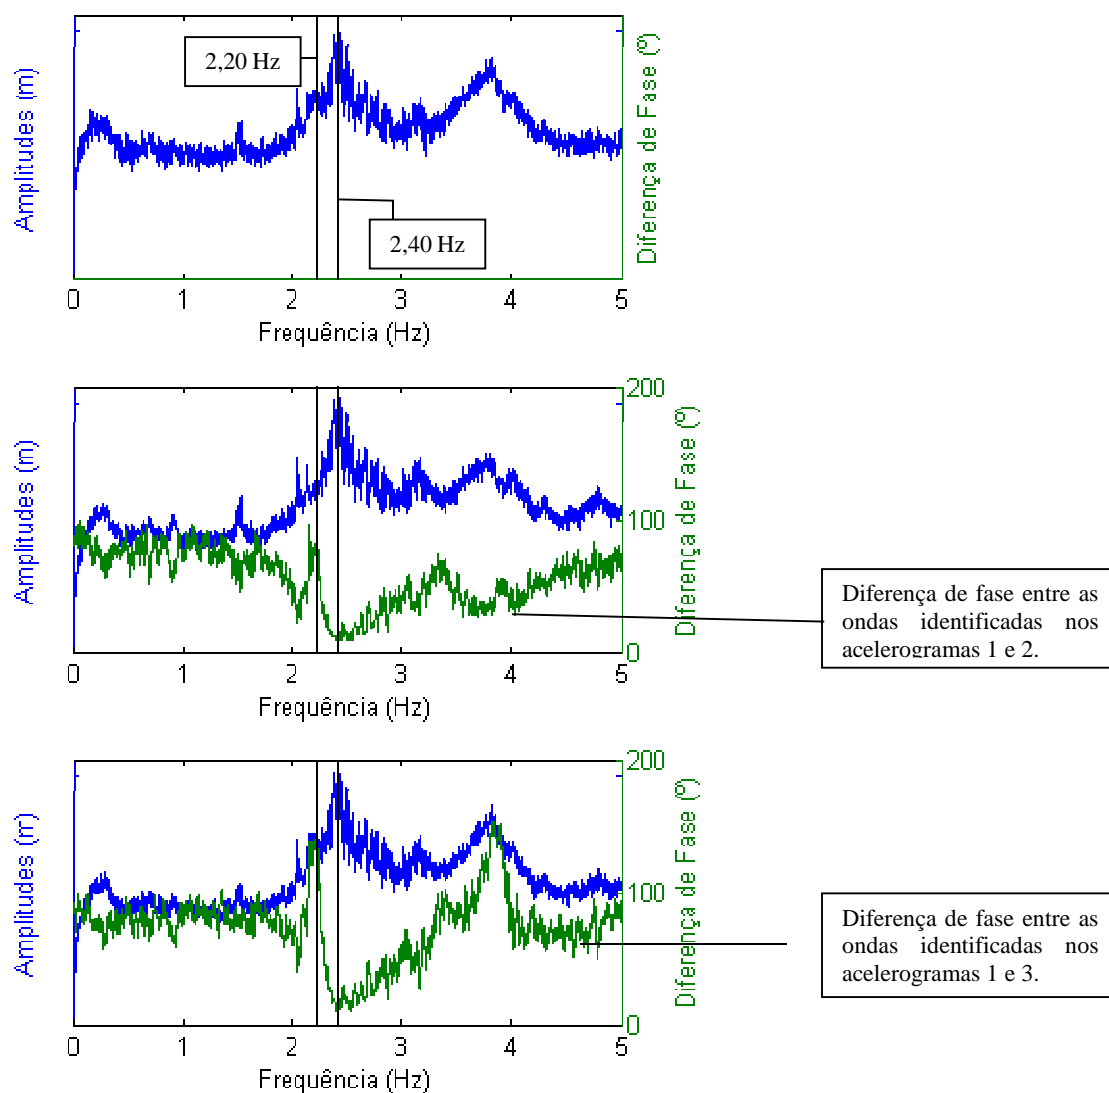 Amplitudes (m)
2,20 Hz
2,40 Hz
Diferença de Fase (º)
0 1 2 3 4 5
Frequência (Hz)
Amplitudes (m)
200
100
0
Diferença de Fase (º)
0 1 2 3 4 5
Frequência (Hz)
Diferença de fase entre as
ondas identificadas nos
acelerogramas 1 e 2.
Amplitudes (m)
200
100
0
Diferença de Fase (º)
0 1 2 3 4 5
Frequência (Hz)
Diferença de fase entre as
ondas identificadas nos
acelerogramas 1 e 3.